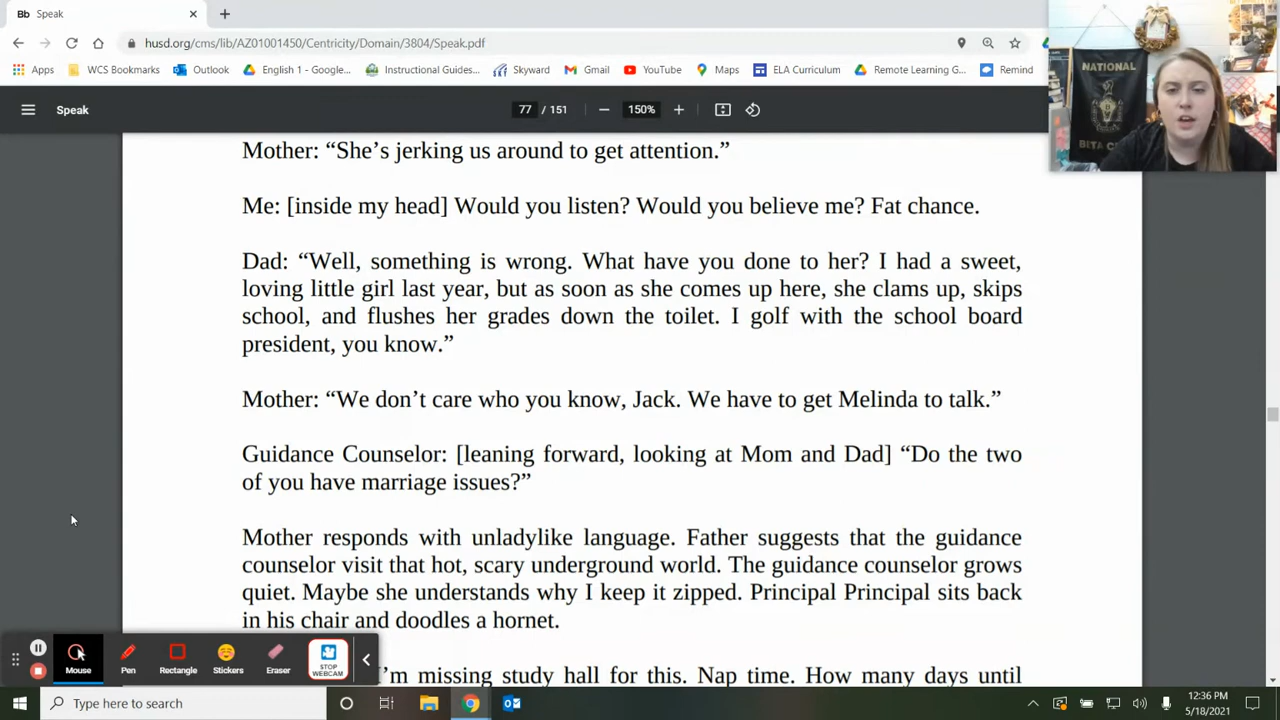 Bb Speak
husd.org/cms/lib/AZ01001450/Centricity/Domain/3804/Speak.pdf
Apps WCS Bookmarks Outlook English 1 - Google... Instructional Guides... Skyward Gmail YouTube Maps ELA Curriculum Remote Learning G... Remind
Speak 77 / 151 150%
NATIONAL
BETA
Mother: “She’s jerking us around to get attention.”
Me: [inside my head] Would you listen? Would you believe me? Fat chance.
Dad: “Well, something is wrong. What have you done to her? I had a sweet,
loving little girl last year, but as soon as she comes up here, she clams up, skips
school, and flushes her grades down the toilet. I golf with the school board
president, you know.”
Mother: “We don’t care who you know, Jack. We have to get Melinda to talk.”
Guidance Counselor: [leaning forward, looking at Mom and Dad] “Do the two
of you have marriage issues?”
Mother responds with unladylike language. Father suggests that the guidance
counselor visit that hot, scary underground world. The guidance counselor grows
quiet. Maybe she understands why I keep it zipped. Principal Principal sits back
in his chair and doodles a hornet.
I’m missing study hall for this. Nap time. How many days until
Mouse Pen Rectangle Stickers Eraser STOP WEBCAM
Type here to search
12:36 PM
5/18/2021